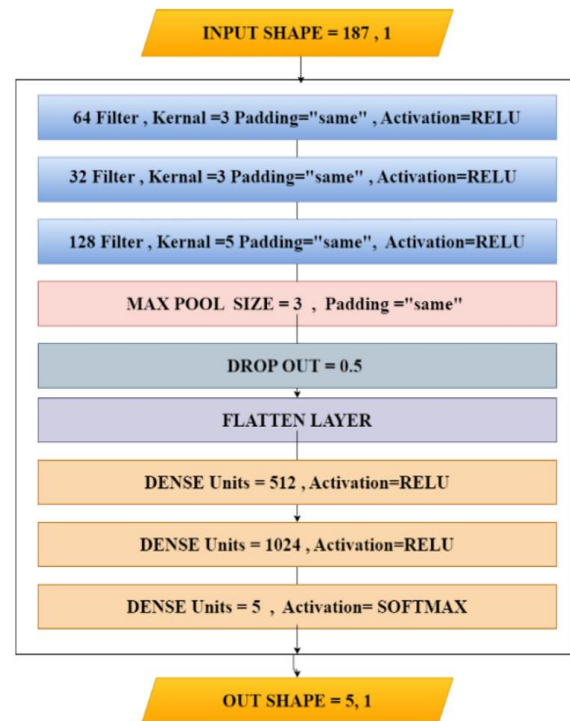 INPUT SHAPE = 187 , 1
64 Filter , Kernal =3 Padding="same" , Activation=RELU
32 Filter , Kernal =3 Padding="same" , Activation=RELU
128 Filter , Kernal =5 Padding="same", Activation=RELU
MAX POOL SIZE = 3 , Padding ="same"
DROP OUT = 0.5
FLATTEN LAYER
DENSE Units = 512 , Activation=RELU
DENSE Units = 1024 , Activation=RELU
DENSE Units = 5 , Activation= SOFTMAX
OUT SHAPE = 5, 1